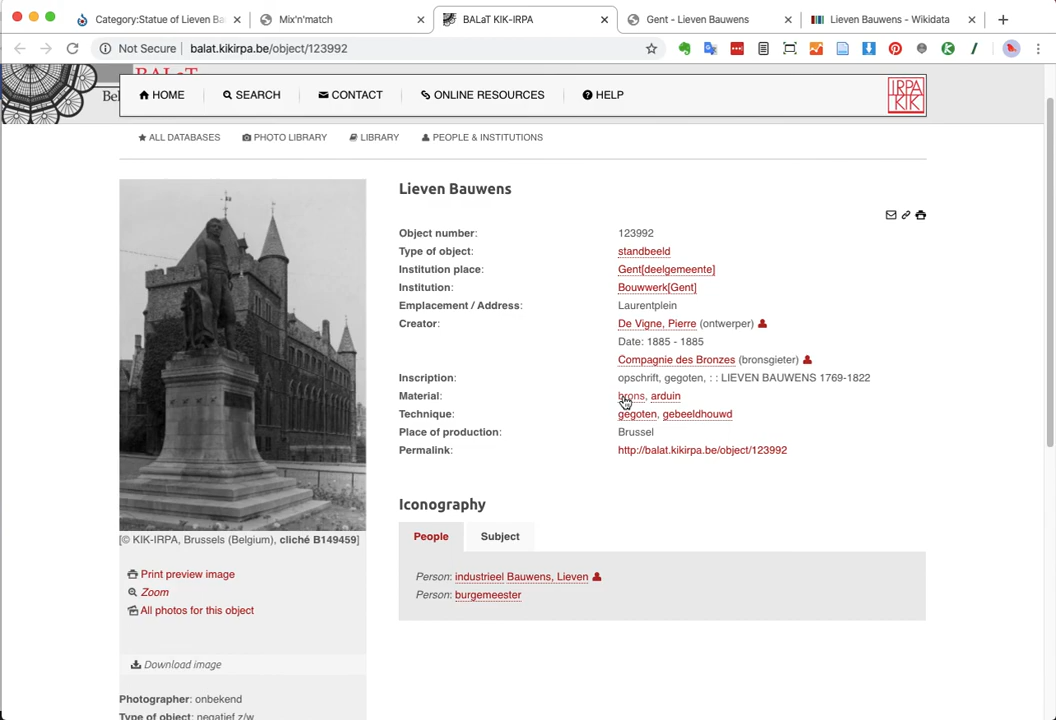 Category:Statue of Lieven Ba
Mix'n'match
BALaT KIK-IRPA
Gent - Lieven Bauwens
Lieven Bauwens - Wikidata
Not Secure
balat.kikirpa.be/object/123992
HOME
SEARCH
CONTACT
ONLINE RESOURCES
HELP
IRPA
KIK
ALL DATABASES
PHOTO LIBRARY
LIBRARY
PEOPLE & INSTITUTIONS
Lieven Bauwens
Object number: 123992
Type of object: standbeeld
Institution place: Gent[deelgemeente]
Institution: Bouwwerk[Gent]
Emplacement / Address: Laurentplein
Creator: De Vigne, Pierre (ontwerper)
Date: 1885 - 1885
Compagnie des Bronzes (bronsgieter)
Inscription: opschrift, gegoten, : : LIEVEN BAUWENS 1769-1822
Material: brons, arduin
Technique: gegoten, gebeeldhouwd
Place of production: Brussel
Permalink: http://balat.kikirpa.be/object/123992
Iconography
People
Subject
Person: industrieel Bauwens, Lieven
Person: burgemeester
[© KIK-IRPA, Brussels (Belgium), cliché B149459]
Print preview image
Zoom
All photos for this object
Download image
Photographer: onbekend
Type of object: negatief z/w